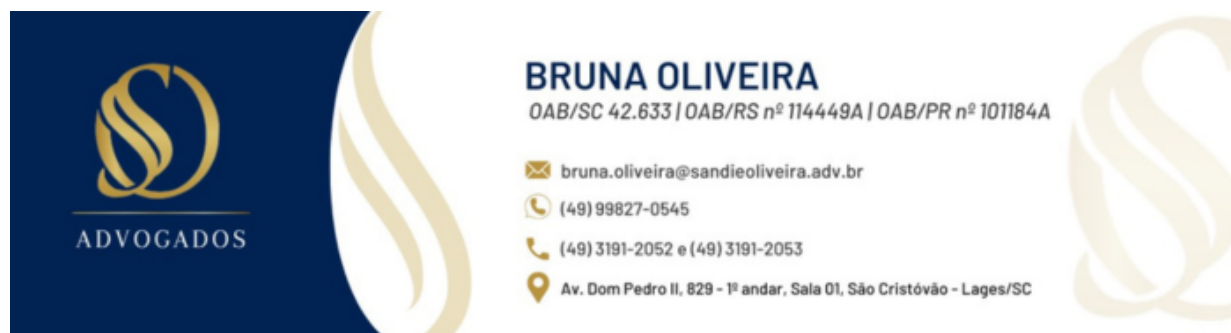 ADVOGADOS
BRUNA OLIVEIRA
OAB/SC 42.633 | OAB/RS nº 114449A | OAB/PR nº 101184A
bruna.oliveira@sandieoliveira.adv.br
(49) 99827-0545
(49) 3191-2052 e (49) 3191-2053
Av. Dom Pedro II, 829 - 1º andar, Sala 01, São Cristóvão - Lages/SC